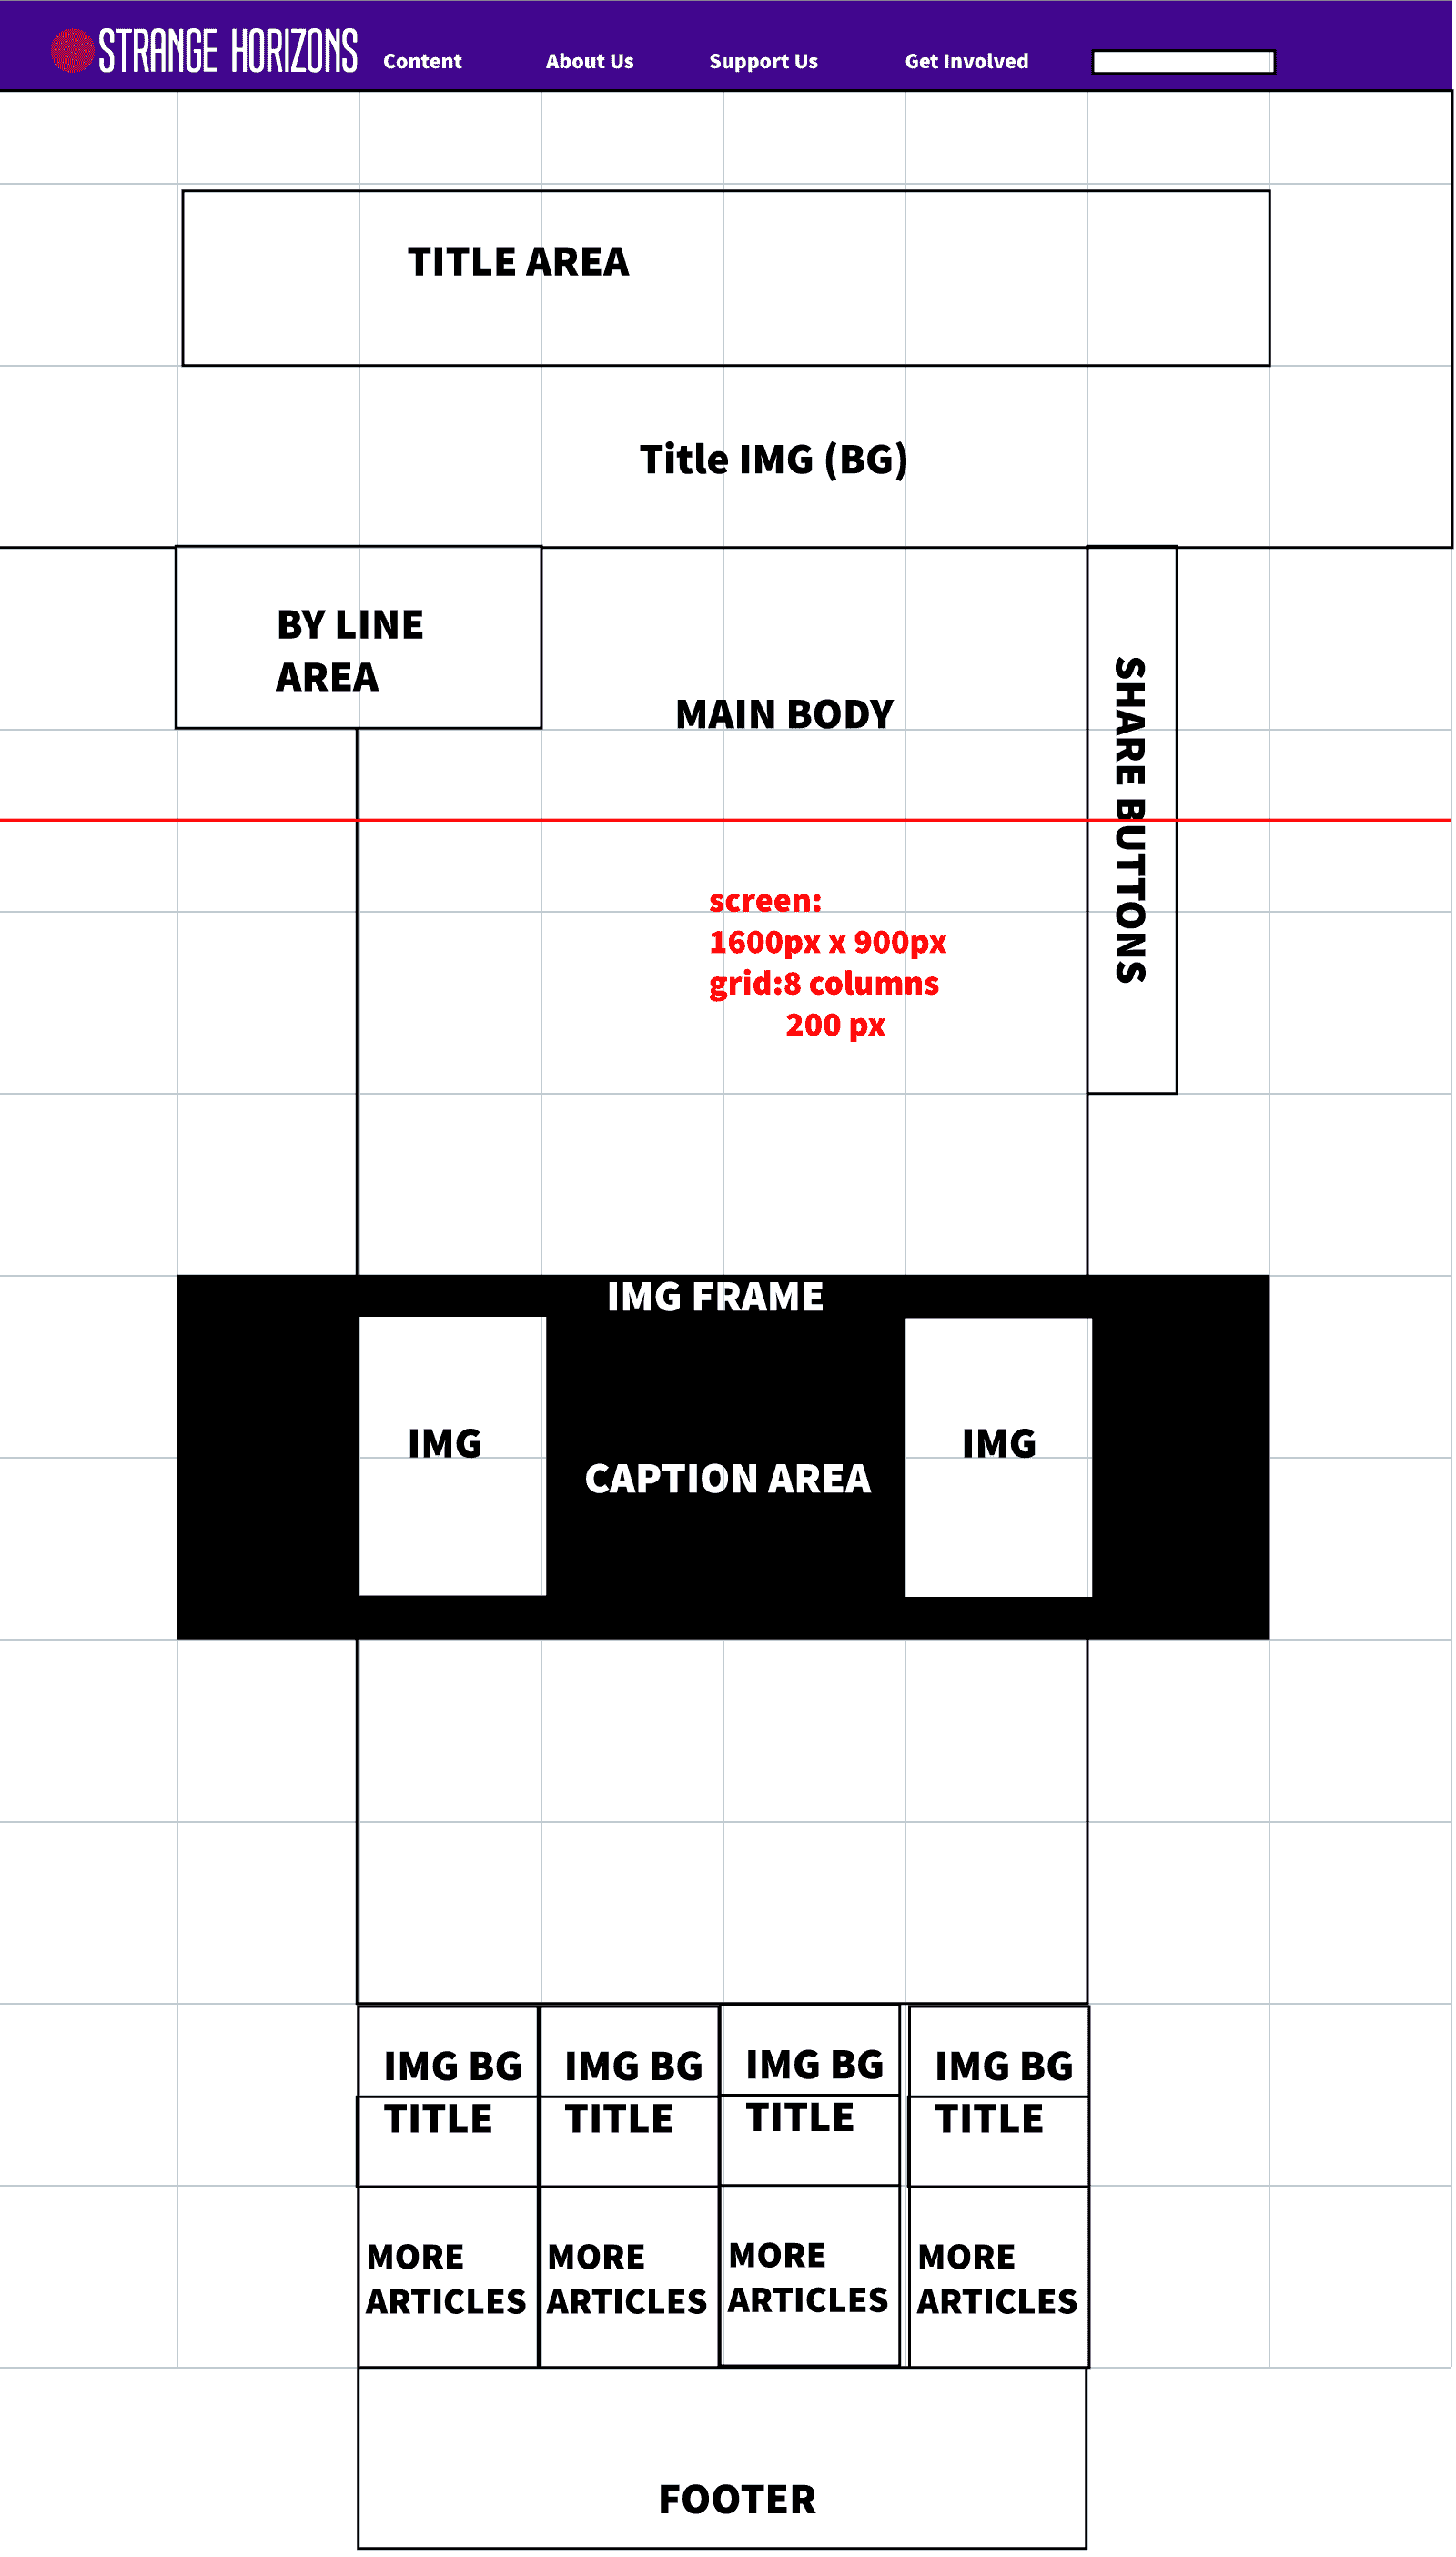 STRANGE HORIZONS
Content
About Us
Support Us
Get Involved
TITLE AREA
Title IMG (BG)
BY LINE
AREA
MAIN BODY
SHARE BUTTONS
screen:
1600px x 900px
grid:8 columns
200 px
IMG FRAME
IMG
CAPTION AREA
IMG
IMG BG
TITLE
MORE
ARTICLES
IMG BG
TITLE
MORE
ARTICLES
IMG BG
TITLE
MORE
ARTICLES
IMG BG
TITLE
MORE
ARTICLES
FOOTER